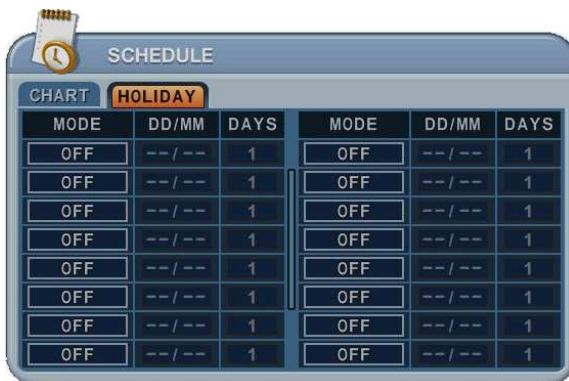 SCHEDULE
CHART HOLIDAY
MODE DD/MM DAYS MODE DD/MM DAYS
OFF --/-- 1 OFF --/-- 1
OFF --/-- 1 OFF --/-- 1
OFF --/-- 1 OFF --/-- 1
OFF --/-- 1 OFF --/-- 1
OFF --/-- 1 OFF --/-- 1
OFF --/-- 1 OFF --/-- 1
OFF --/-- 1 OFF --/-- 1
OFF --/-- 1 OFF --/-- 1